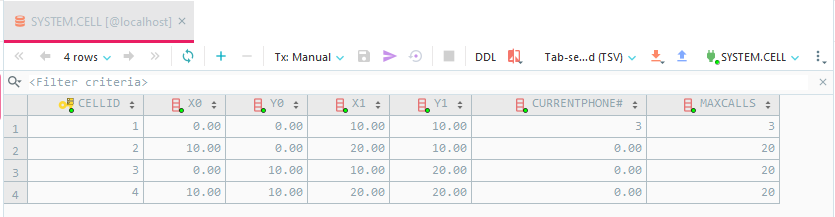 SYSTEM.CELL [@localhost] ×
4 rows Tx: Manual DDL Tab-se...d (TSV) SYSTEM.CELL
<Filter criteria>
CELLID X0 Y0 X1 Y1 CURRENTPHONE# MAXCALLS
1 1 0.00 0.00 10.00 10.00 3 3
2 2 10.00 0.00 20.00 10.00 0.00 20
3 3 0.00 10.00 10.00 20.00 0.00 20
4 4 10.00 10.00 20.00 20.00 0.00 20